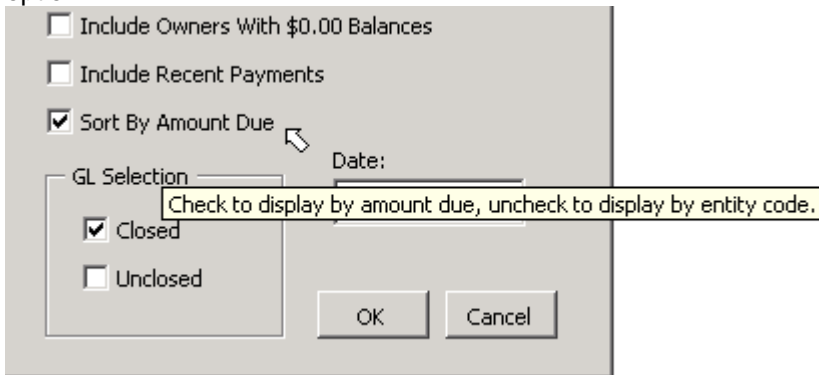 Include Owners With $0.00 Balances
Include Recent Payments
Sort By Amount Due
Date:
GL Selection
Check to display by amount due, uncheck to display by entity code.
Closed
Unclosed
OK Cancel